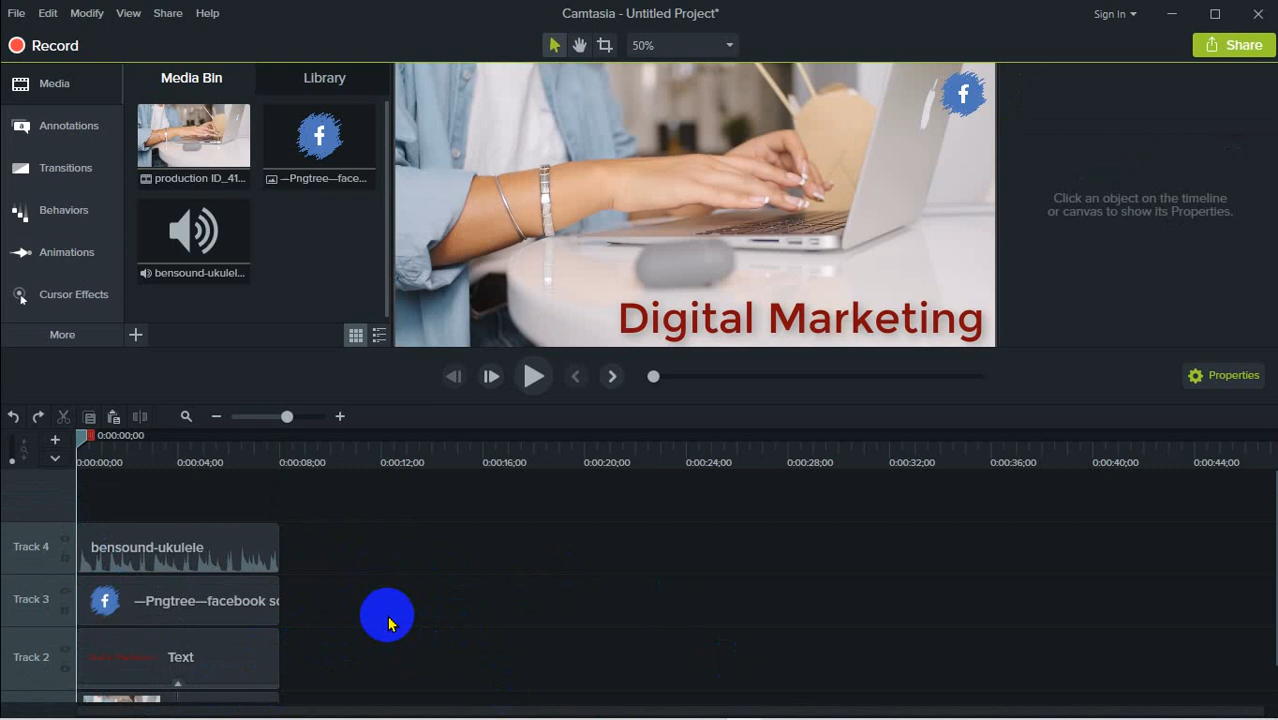 File Edit Modify View Share Help
Camtasia - Untitled Project*
Sign In
Record
50%
Share
Media
Annotations
Transitions
Behaviors
Animations
Cursor Effects
More
Media Bin
Library
production ID_41...
—Pngtree—face...
bensound-ukulel...
Digital Marketing
Click an object on the timeline
or canvas to show its Properties.
Properties
0:00:00;00
0:00:00;00 0:00:04;00 0:00:08;00 0:00:12;00 0:00:16;00 0:00:20;00 0:00:24;00 0:00:28;00 0:00:32;00 0:00:36;00 0:00:40;00 0:00:44;00
Track 4
bensound-ukulele
Track 3
—Pngtree—facebook so
Track 2
Text